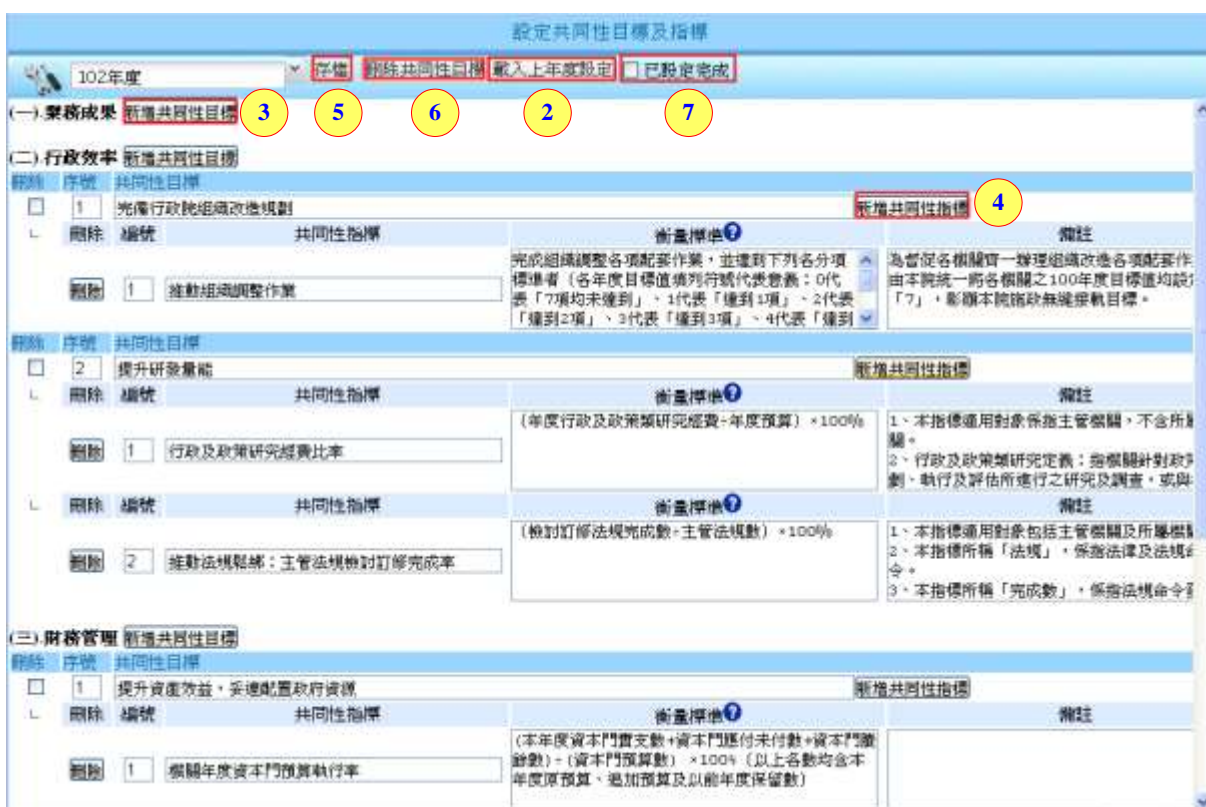 設定共同性目標及指標
102年度 存檔 刪除共同性目標 載入上年度設定 已設定完成
(一).業務成果 新增共同性目標 3 5 6 2 7
(二).行政效率 新增共同性目標
刪除 序號 共同性目標
1 完備行政院組織改造規劃 新增共同性指標 4
刪除 編號 共同性指標 衡量標準 備註
完成組織調整各項配套作業，並達到下列各分項 為督促各機關齊一辦理組織改造各項配套作
標準者（各年度目標值填列符號代表意義：0代 由本院統一將各機關之100年度目標值均設
刪除 1 推動組織調整作業 表「7項均未達到」、1代表「達到1項」、2代表 「7」，彰顯本院施政無縫接軌目標。
「達到2項」、3代表「達到3項」、4代表「達到
刪除 序號 共同性目標
2 提升研發量能 新增共同性指標
刪除 編號 共同性指標 衡量標準 備註
(年度行政及政策類研究經費÷年度預算) ×100% 1、本指標適用對象係指主管機關，不含所
關。
刪除 1 行政及政策研究經費比率 2、行政及政策類研究定義：指機關針對政
劃、執行及評估所進行之研究及調查，或與
刪除 編號 共同性指標 衡量標準 備註
(檢討訂修法規完成數÷主管法規數) ×100% 1、本指標適用對象包括主管機關及所屬機
2、本指標所稱「法規」，係指法律及法規
刪除 2 推動法規鬆綁：主管法規檢討訂修完成率 令。
3、本指標所稱「完成數」，係指法規命令
(三).財務管理 新增共同性目標
刪除 序號 共同性目標
1 提升資產效益，妥適配置政府資源 新增共同性指標
刪除 編號 共同性指標 衡量標準 備註
(本年度資本門實支數+資本門應付未付數+資本門賸
刪除 1 機關年度資本門預算執行率 餘數)÷(資本門預算數) ×100%（以上各數均含本
年度原預算、追加預算及以前年度保留數）